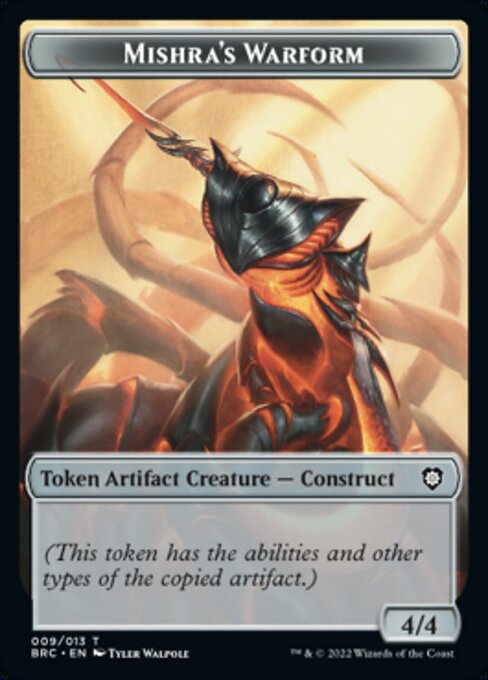 Mishra's Warform
Token Artifact Creature — Construct
(This token has the abilities and other
types of the copied artifact.)
4/4
009/013 T
BRC • EN Tyler Walpole
™ & © 2022 Wizards of the Coast